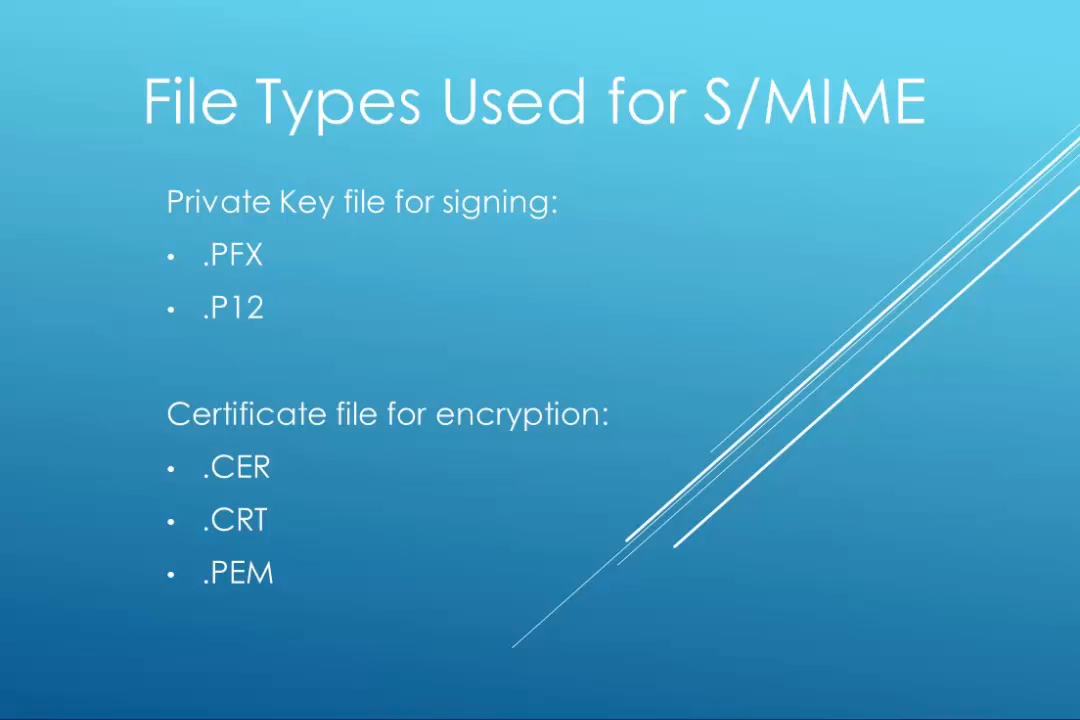 File Types Used for S/MIME
Private Key file for signing:
• .PFX
• .P12
Certificate file for encryption:
• .CER
• .CRT
• .PEM